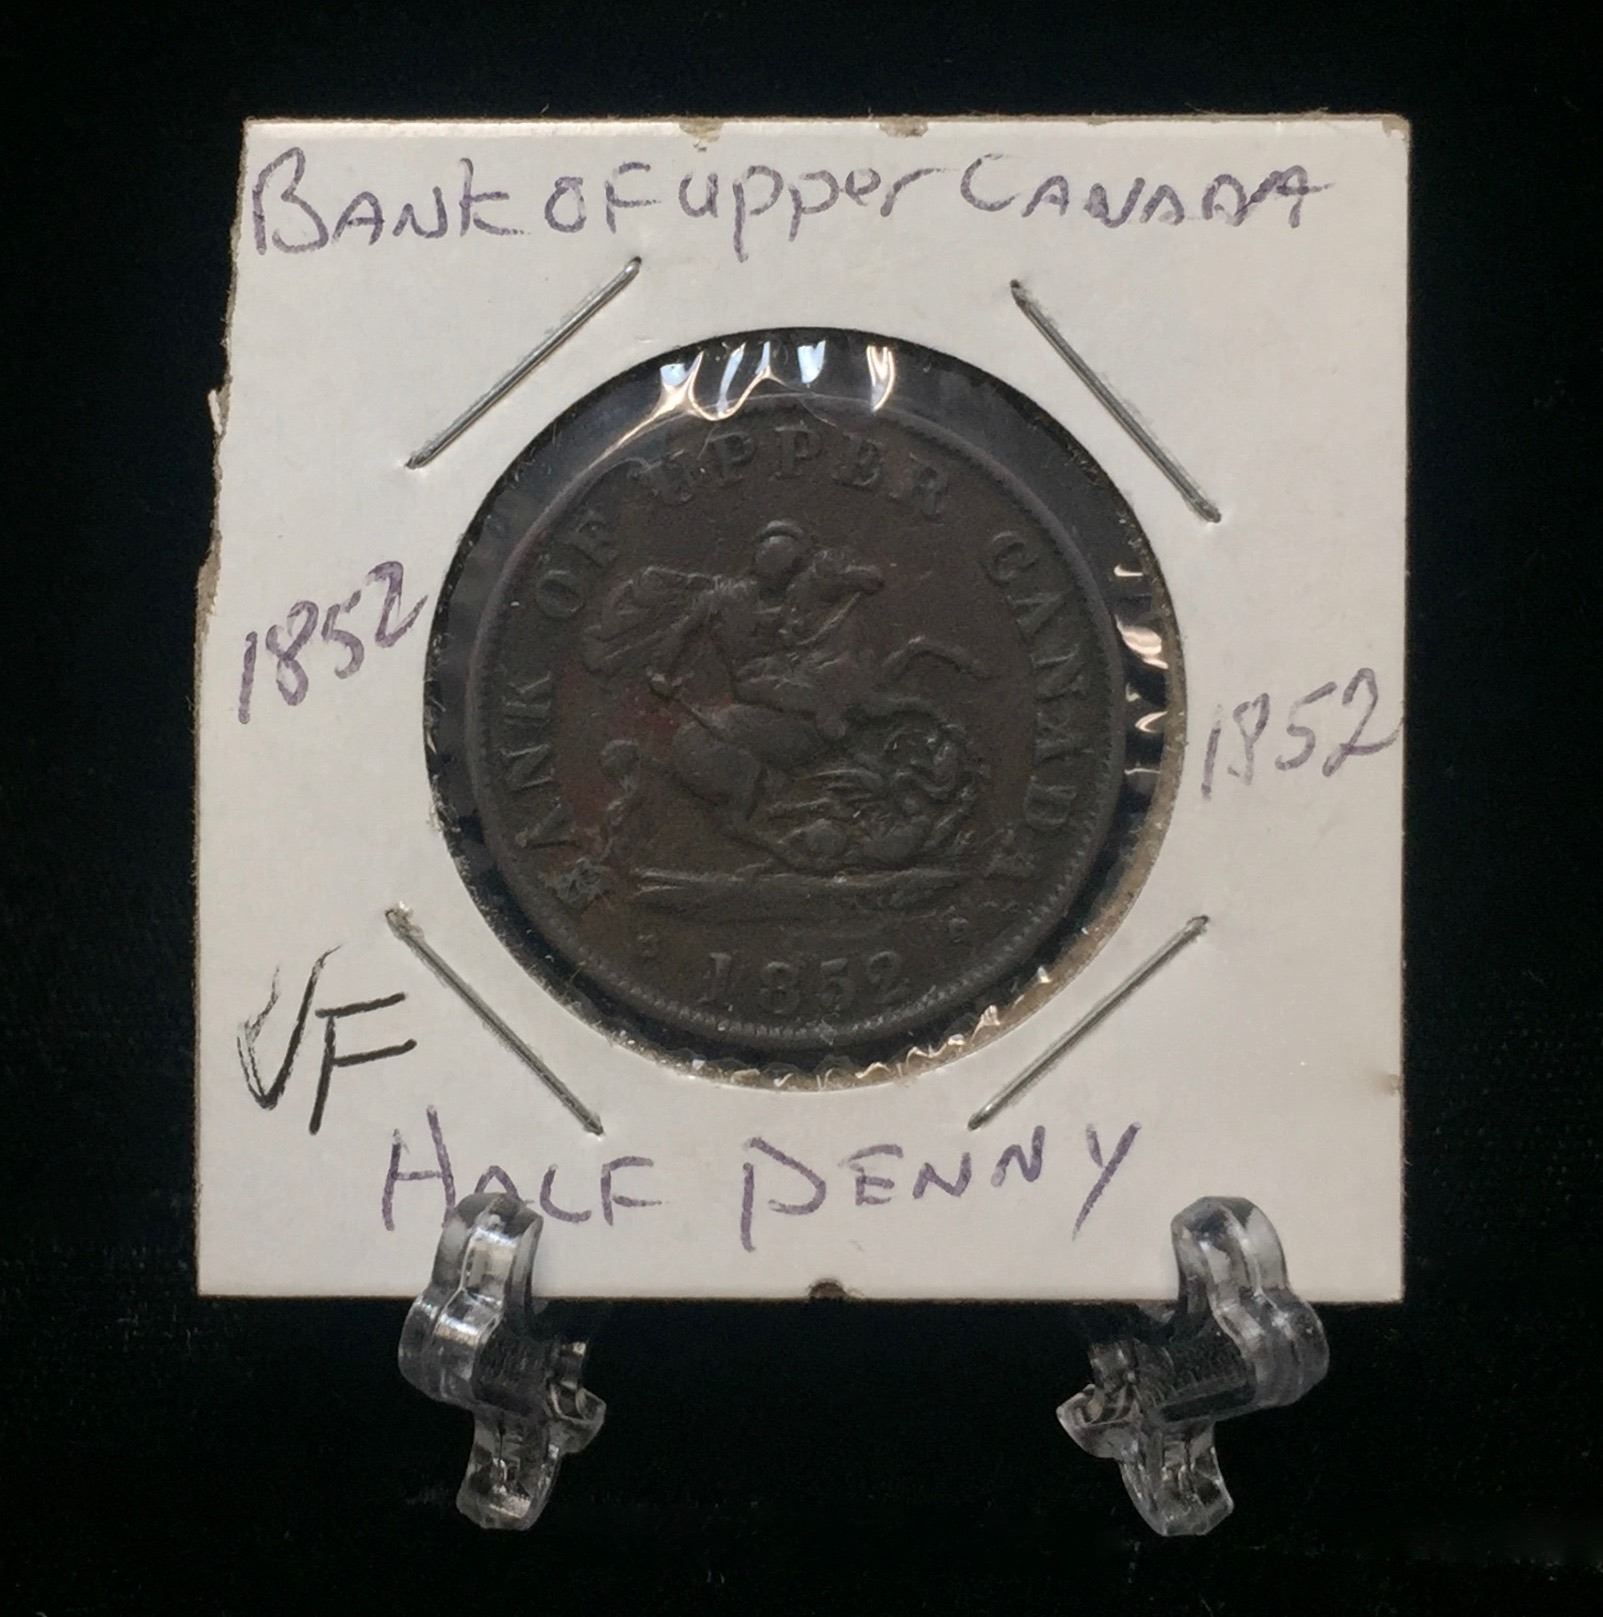 BANK OF upper CANADA
BANK OF UPPER CANADA
1852
1852
1852
VF
HALF PENNY